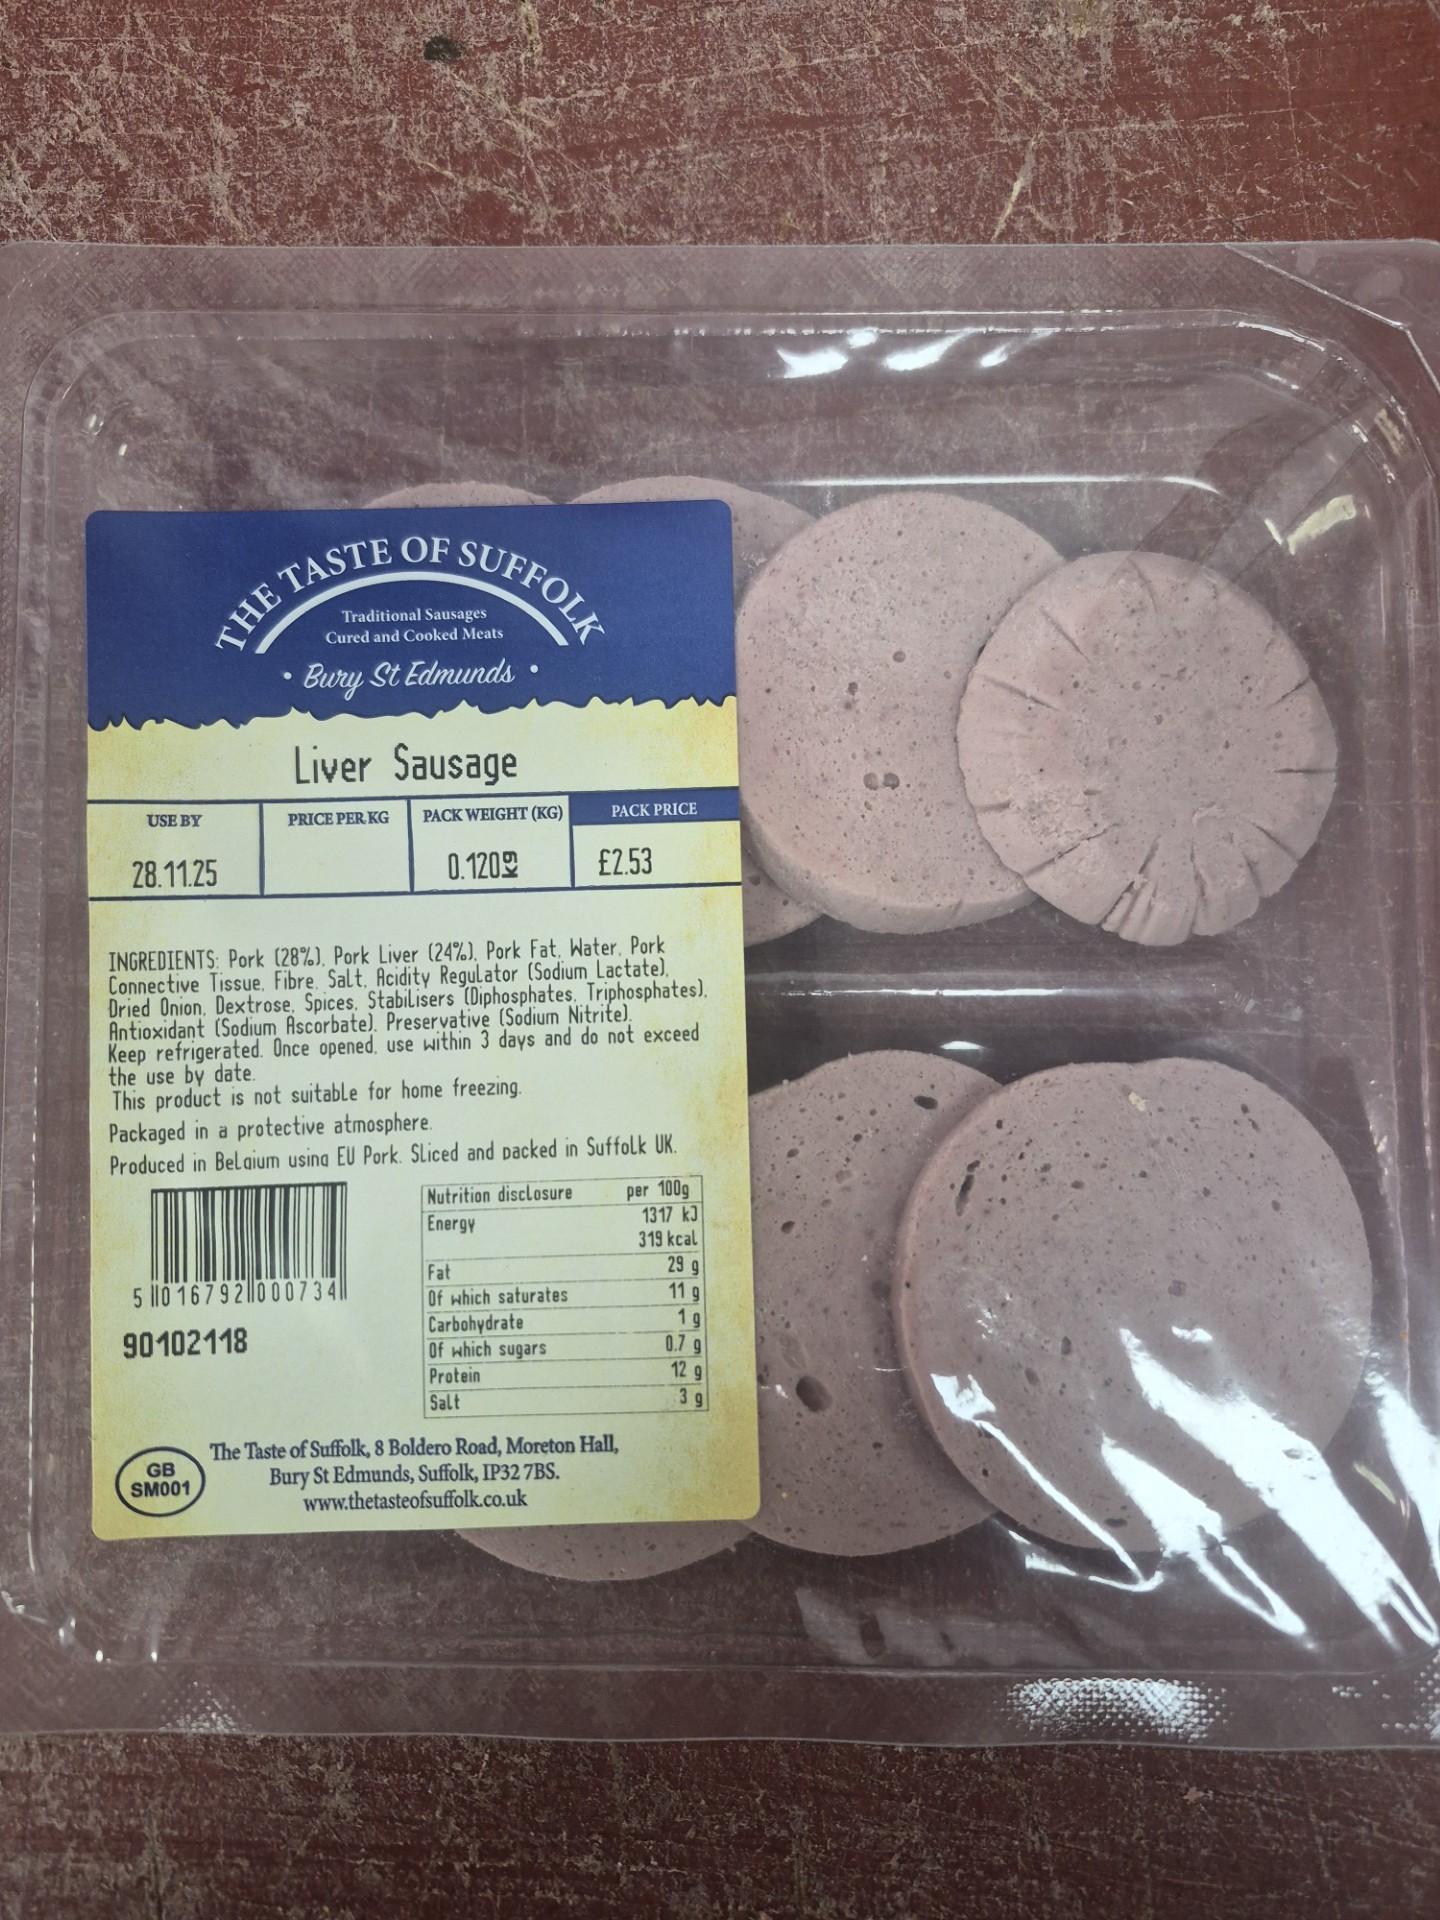 THE TASTE OF SUFFOLK
Traditional Sausages
Cured and Cooked Meats
• Bury St Edmunds •
Liver Sausage
USE BY PRICE PER KG PACK WEIGHT (KG) PACK PRICE
28.11.25 0.120kg £2.53
INGREDIENTS: Pork (28%), Pork Liver (24%), Pork Fat, Water, Pork
Connective Tissue, Fibre, Salt, Acidity Regulator (Sodium Lactate),
Dried Onion, Dextrose, Spices, Stabilisers (Diphosphates, Triphosphates),
Antioxidant (Sodium Ascorbate), Preservative (Sodium Nitrite).
Keep refrigerated. Once opened, use within 3 days and do not exceed
the use by date.
This product is not suitable for home freezing.
Packaged in a protective atmosphere.
Produced in Belgium using EU Pork. Sliced and packed in Suffolk UK.
Nutrition disclosure per 100g
Energy 1317 kJ
319 kcal
Fat 29 g
Of which saturates 11 g
Carbohydrate 1 g
Of which sugars 0.7 g
Protein 12 g
Salt 3 g
5 016792 000734
90102118
GB
SM001
The Taste of Suffolk, 8 Boldero Road, Moreton Hall,
Bury St Edmunds, Suffolk, IP32 7BS.
www.thetasteofsuffolk.co.uk